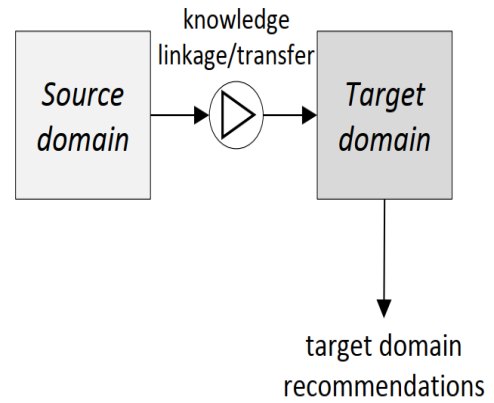 knowledge
linkage/transfer
Source
domain
Target
domain
target domain
recommendations